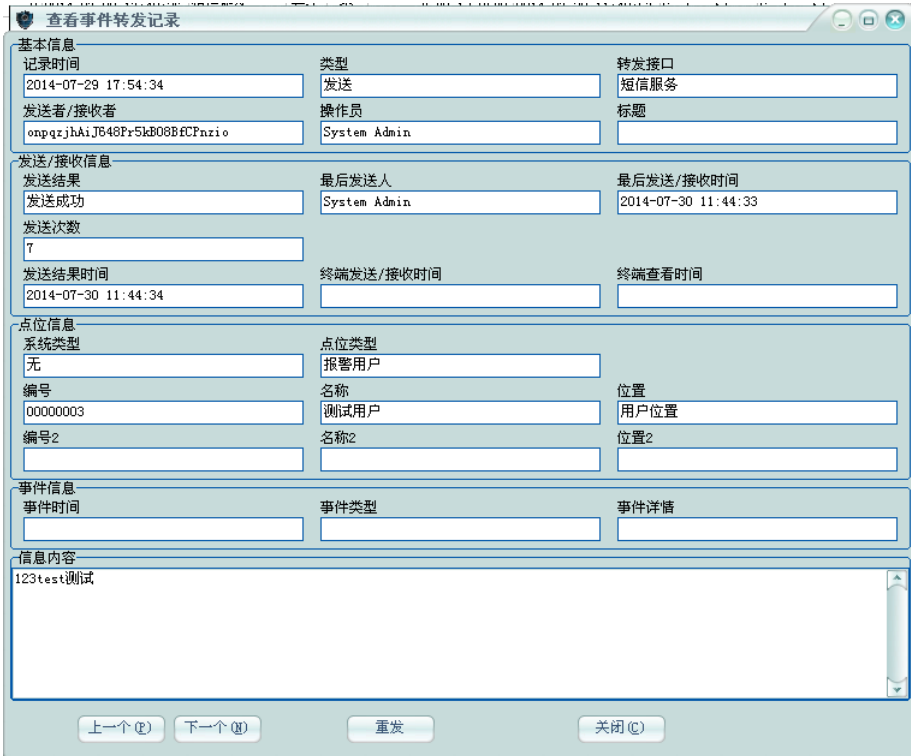 查看事件转发记录
基本信息
记录时间 类型 转发接口
2014-07-29 17:54:34 发送 短信服务
发送者/接收者 操作员 标题
onpqzjhAiJ648Pr5kB08BfCPnzio System Admin
发送/接收信息
发送结果 最后发送人 最后发送/接收时间
发送成功 System Admin 2014-07-30 11:44:33
发送次数
7
发送结果时间 终端发送/接收时间 终端查看时间
2014-07-30 11:44:34
点位信息
系统类型 点位类型
无 报警用户
编号 名称 位置
00000003 测试用户 用户位置
编号2 名称2 位置2
事件信息
事件时间 事件类型 事件详情
信息内容
123test测试
上一个(P) 下一个(N) 重发 关闭(C)